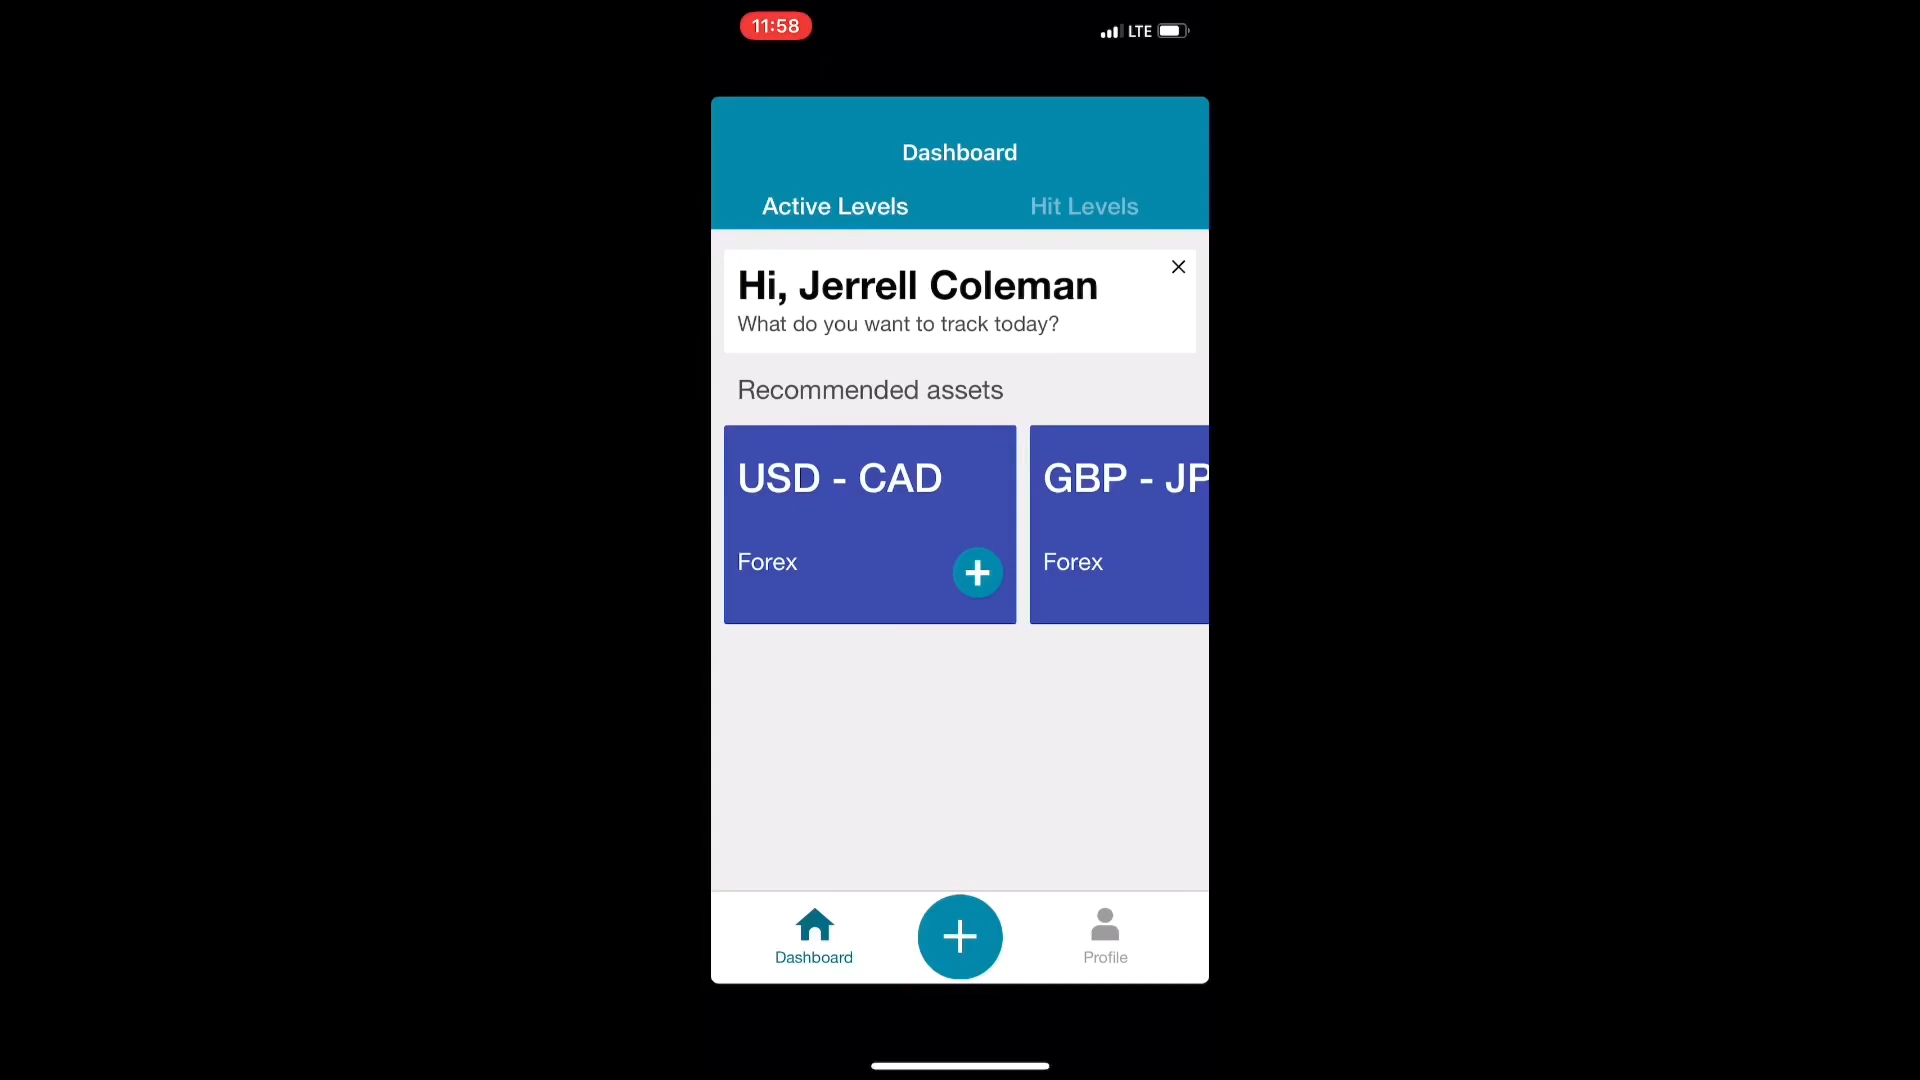 11:58
LTE
Dashboard
Active Levels
Hit Levels
Hi, Jerrell Coleman
What do you want to track today?
Recommended assets
USD - CAD
GBP - JP
Forex
Forex
Dashboard
Profile